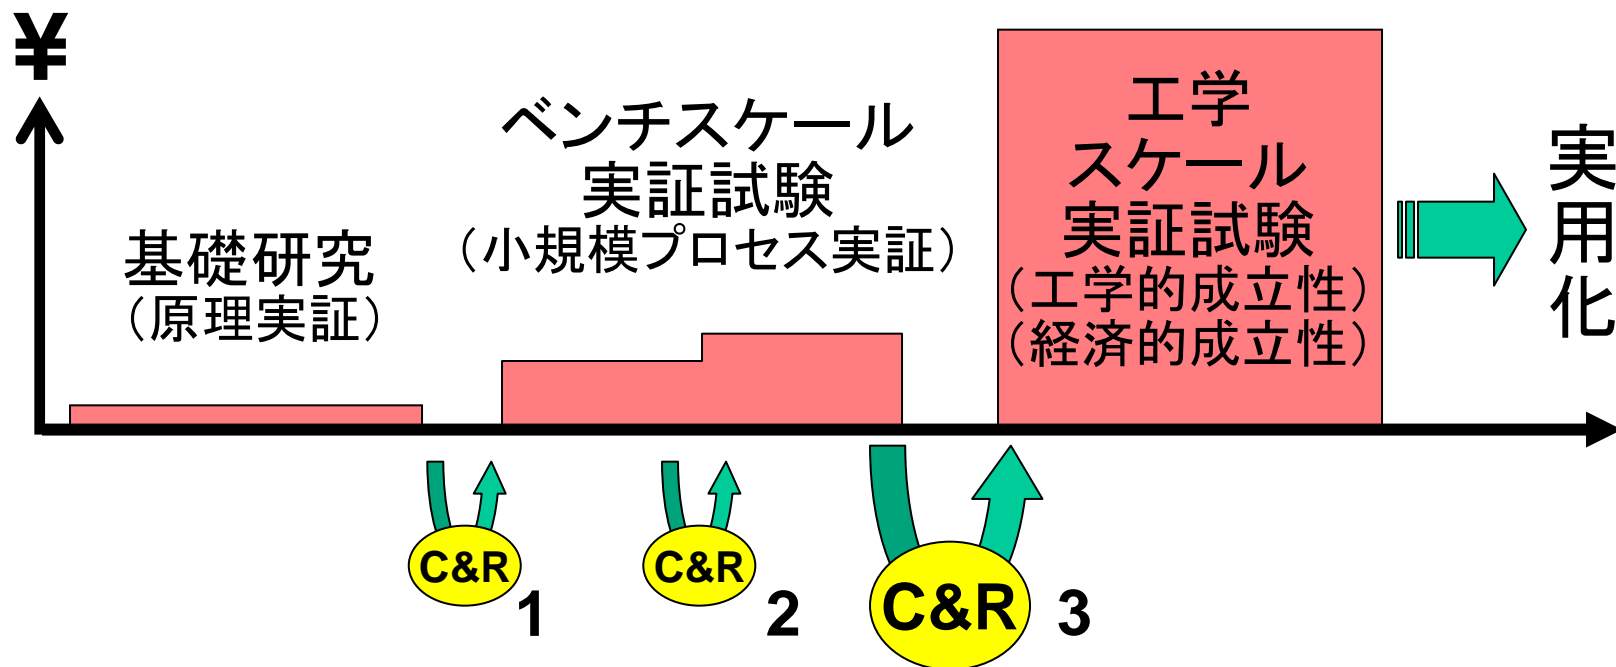 ¥
基礎研究
（原理実証）
ベンチスケール
実証試験
（小規模プロセス実証）
工学
スケール
実証試験
（工学的成立性）
（経済的成立性）
実用化
C&R
1
C&R
2
C&R
3